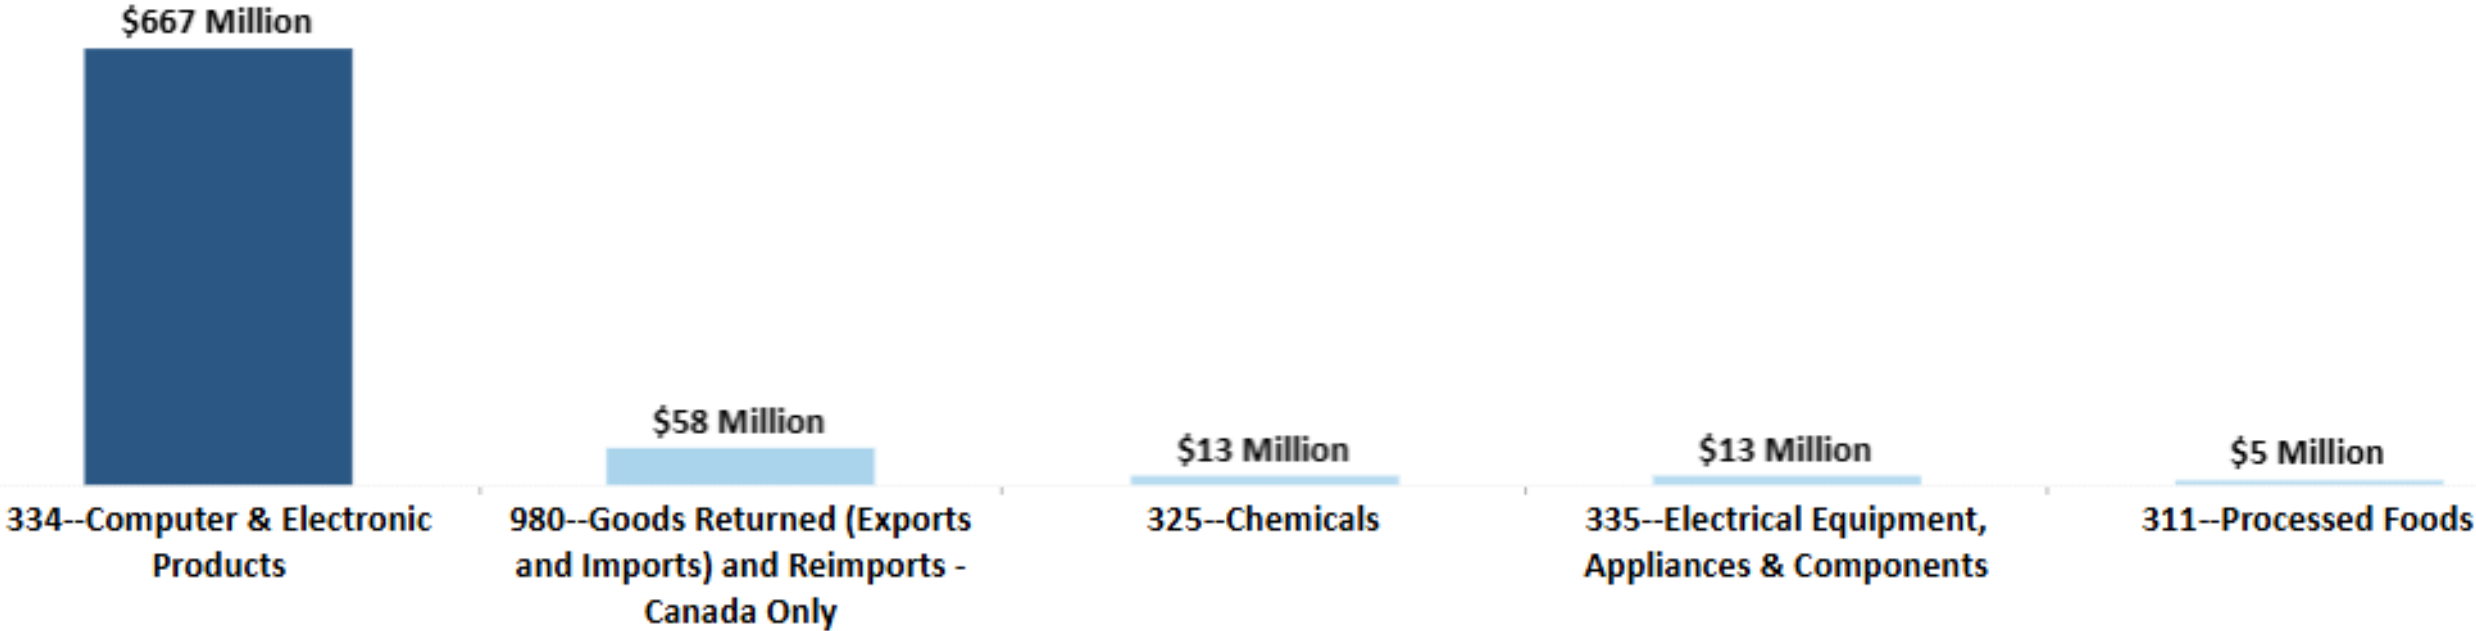 $667 Million
$58 Million
$13 Million
$13 Million
$5 Million
334--Computer & Electronic
Products
980--Goods Returned (Exports
and Imports) and Reimports -
Canada Only
325--Chemicals
335--Electrical Equipment,
Appliances & Components
311--Processed Foods